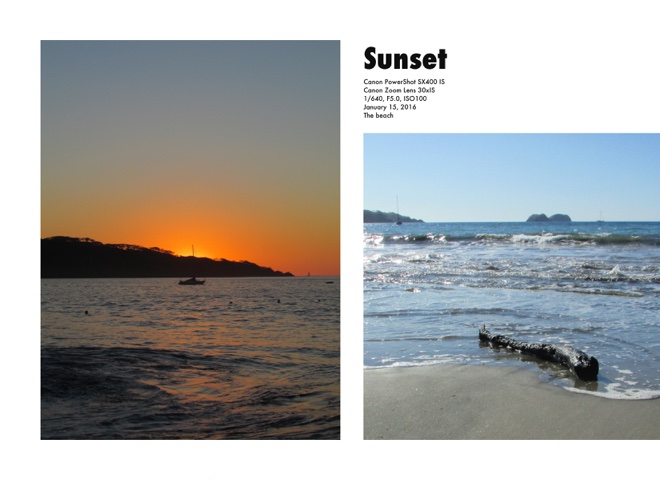 Sunset
Canon PowerShot SX400 IS
Canon Zoom Lens 30xIS
1/640, F5.0, ISO100
January 15, 2016
The beach